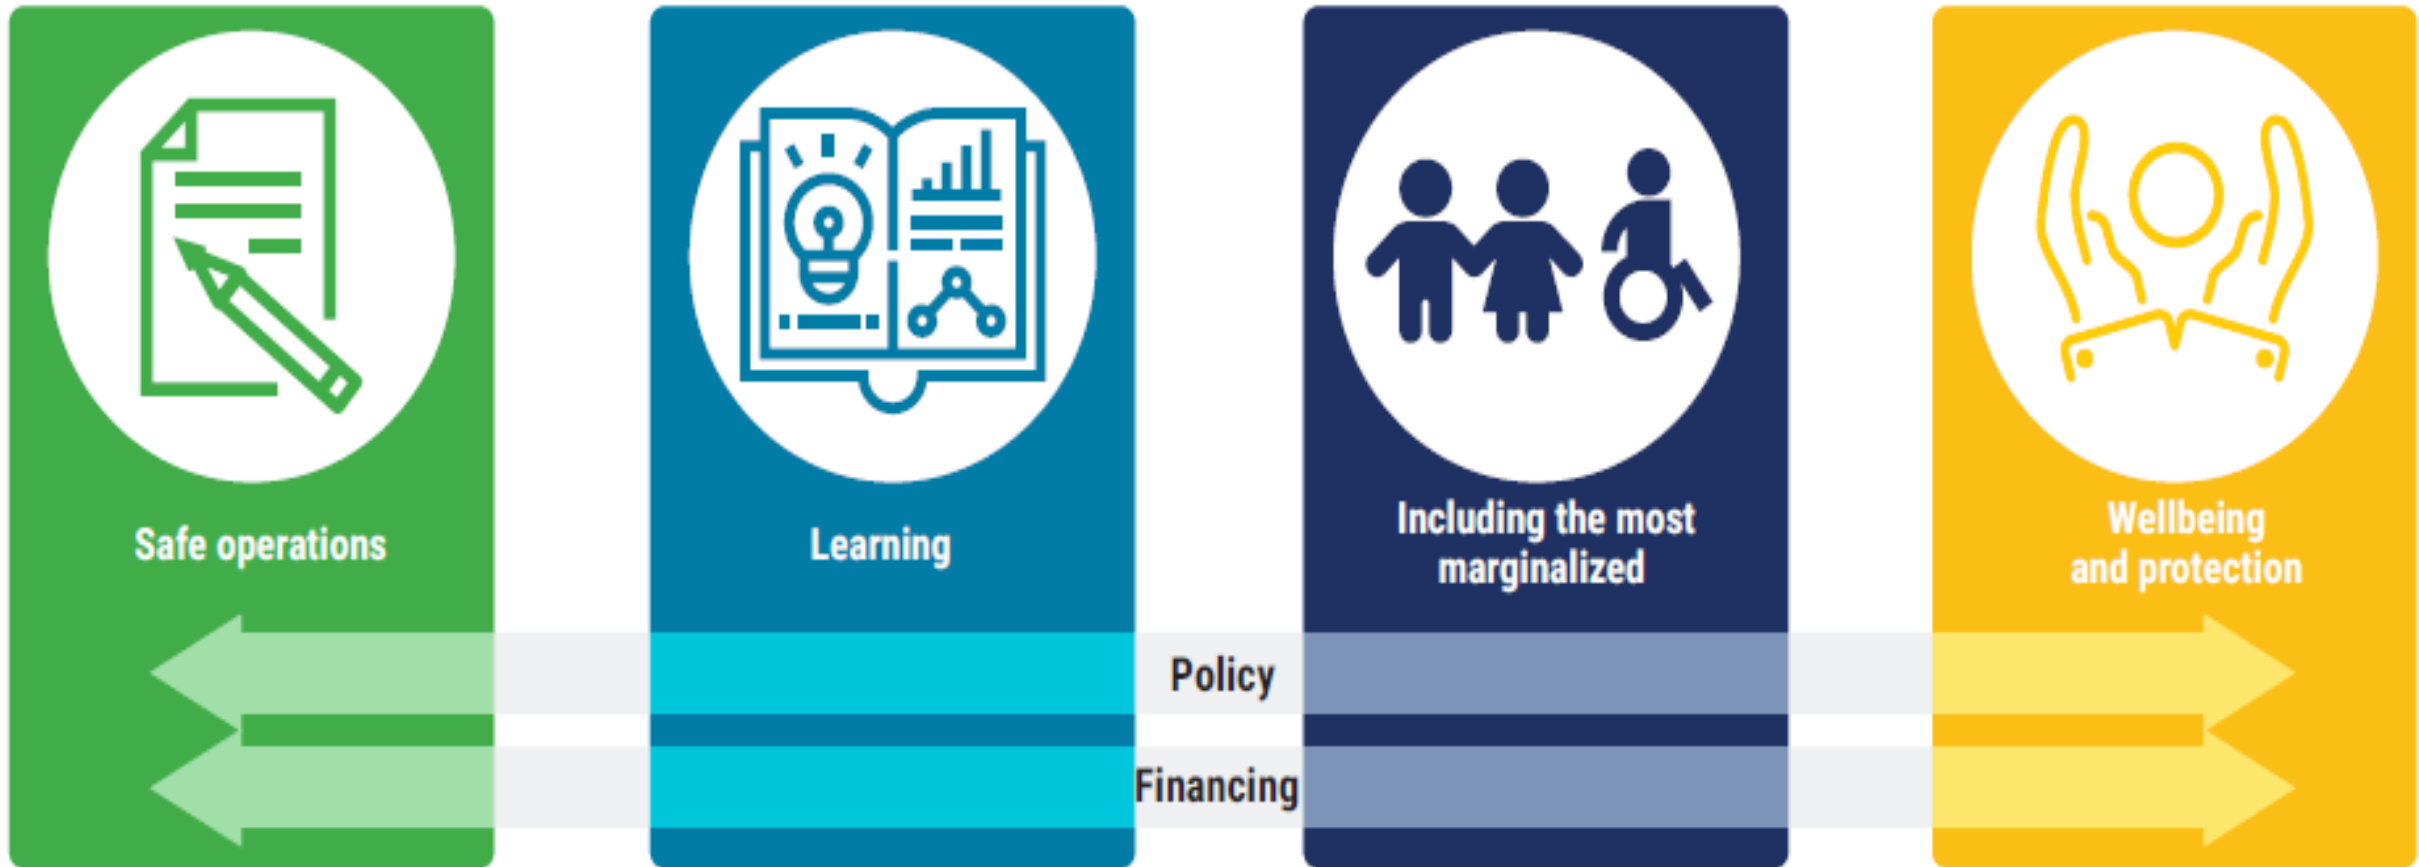 Safe operations
Learning
Including the most
marginalized
Wellbeing
and protection
Policy
Financing